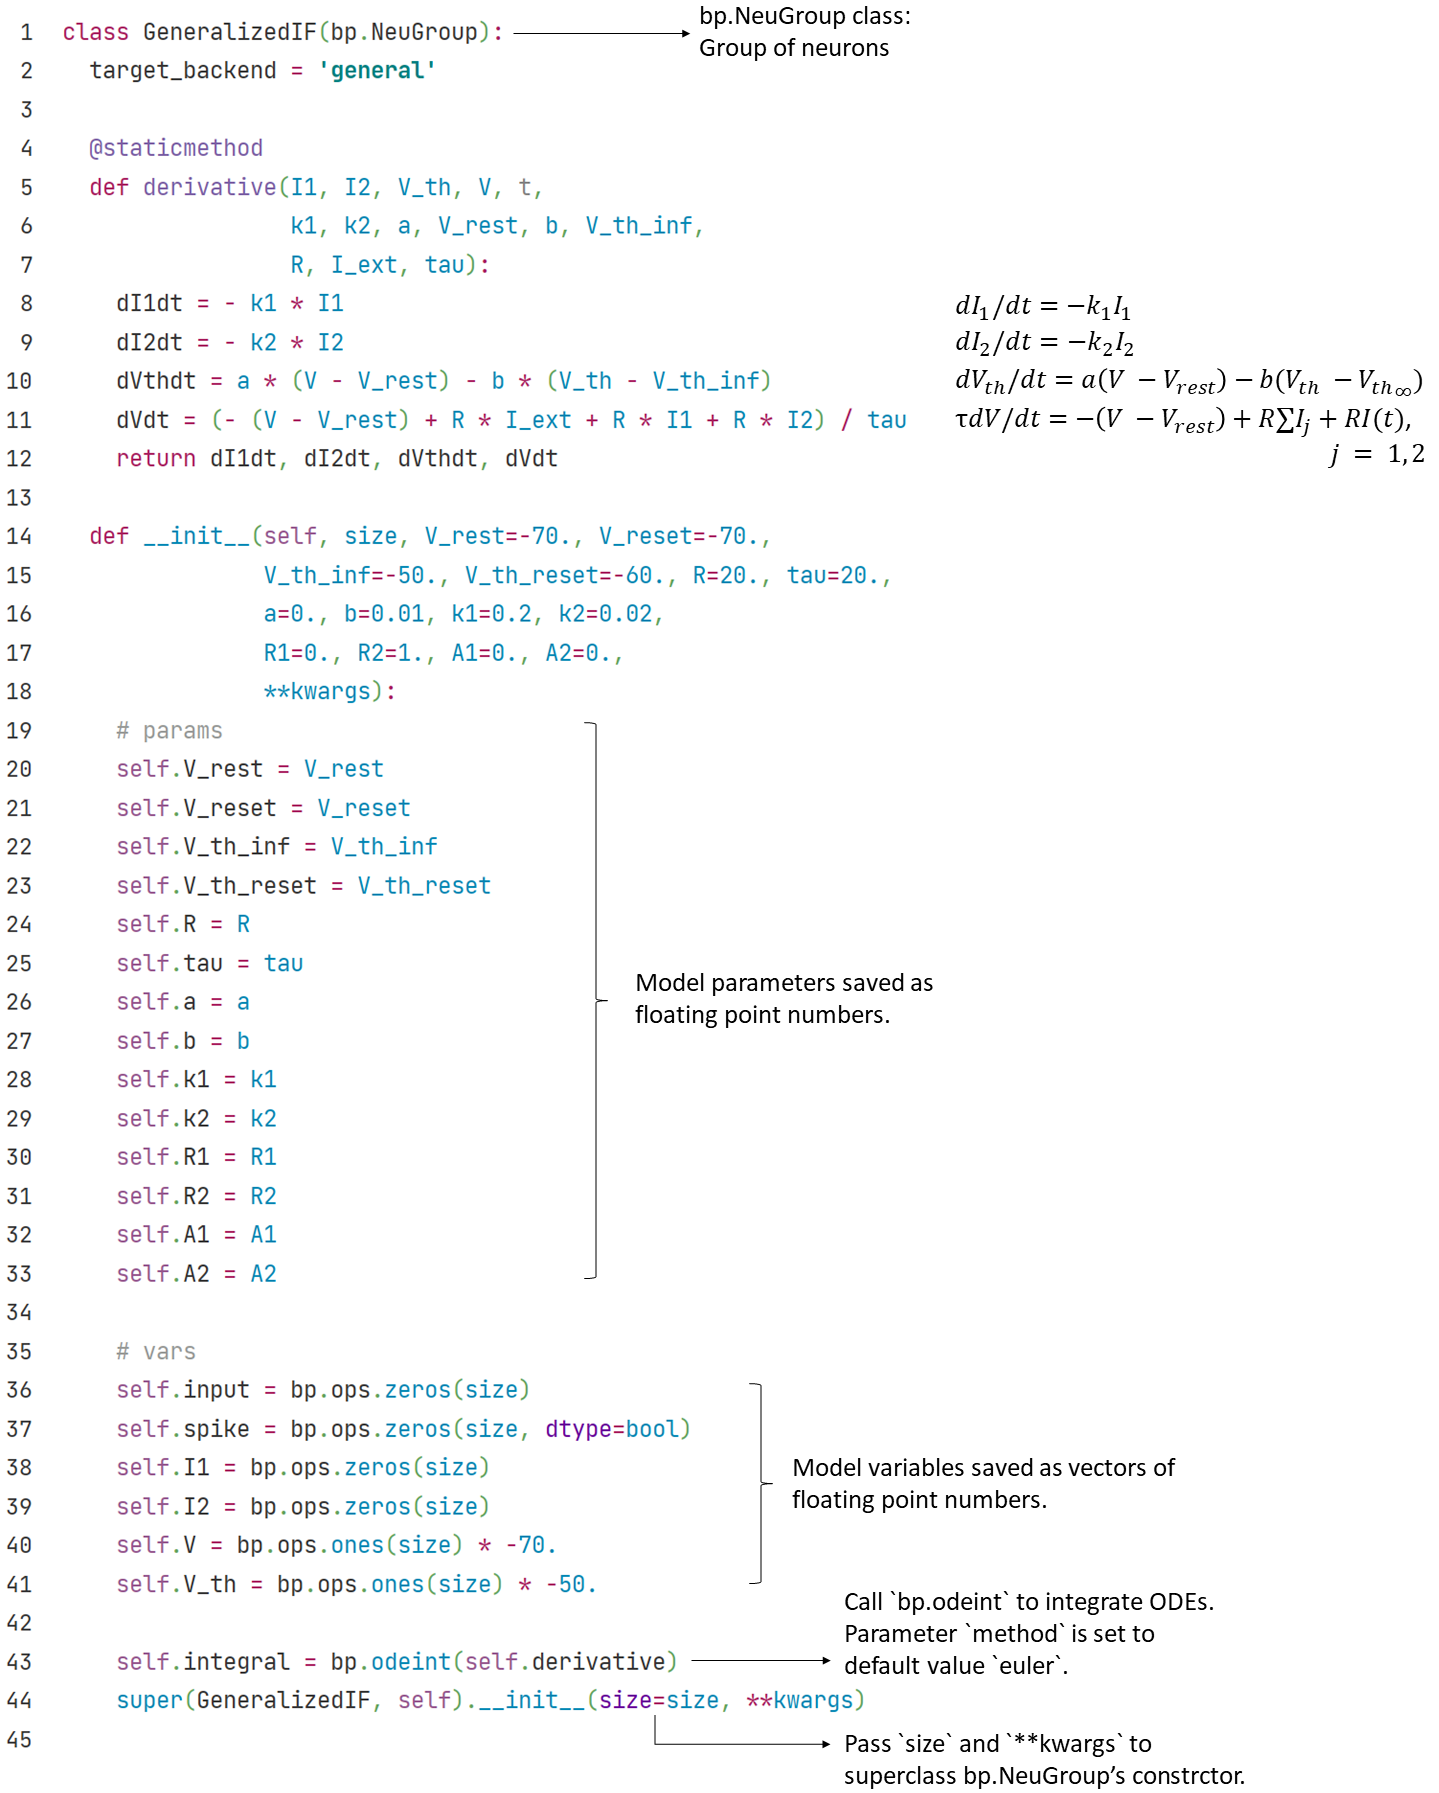 1 class GeneralizedIF(bp.NeuGroup):
bp.NeuGroup class:
Group of neurons
2 target_backend = 'general'
3
4 @staticmethod
5 def derivative(I1, I2, V_th, V, t,
6 k1, k2, a, V_rest, b, V_th_inf,
7 R, I_ext, tau):
8 dI1dt = - k1 * I1
dI₁/dt = −k₁I₁
9 dI2dt = - k2 * I2
dI₂/dt = −k₂I₂
10 dVthdt = a * (V - V_rest) - b * (V_th - V_th_inf)
dV_{th}/dt = a(V − V_{rest}) − b(V_{th} − V_{th∞})
11 dVdt = (- (V - V_rest) + R * I_ext + R * I1 + R * I2) / tau
τdV/dt = −(V − V_{rest}) + R∑I_j + RI(t),
12 return dI1dt, dI2dt, dVthdt, dVdt
j = 1,2
13
14 def __init__(self, size, V_rest=-70., V_reset=-70.,
15 V_th_inf=-50., V_th_reset=-60., R=20., tau=20.,
16 a=0., b=0.01, k1=0.2, k2=0.02,
17 R1=0., R2=1., A1=0., A2=0.,
18 **kwargs):
19 # params
20 self.V_rest = V_rest
21 self.V_reset = V_reset
22 self.V_th_inf = V_th_inf
23 self.V_th_reset = V_th_reset
24 self.R = R
25 self.tau = tau
26 self.a = a
27 self.b = b
28 self.k1 = k1
29 self.k2 = k2
30 self.R1 = R1
31 self.R2 = R2
32 self.A1 = A1
33 self.A2 = A2
Model parameters saved as
floating point numbers.
34
35 # vars
36 self.input = bp.ops.zeros(size)
37 self.spike = bp.ops.zeros(size, dtype=bool)
38 self.I1 = bp.ops.zeros(size)
39 self.I2 = bp.ops.zeros(size)
40 self.V = bp.ops.ones(size) * -70.
41 self.V_th = bp.ops.ones(size) * -50.
Model variables saved as vectors of
floating point numbers.
42
43 self.integral = bp.odeint(self.derivative)
Call `bp.odeint` to integrate ODEs.
Parameter `method` is set to
default value `euler`.
44 super(GeneralizedIF, self).__init__(size=size, **kwargs)
45
Pass `size` and `**kwargs` to
superclass bp.NeuGroup’s constrctor.